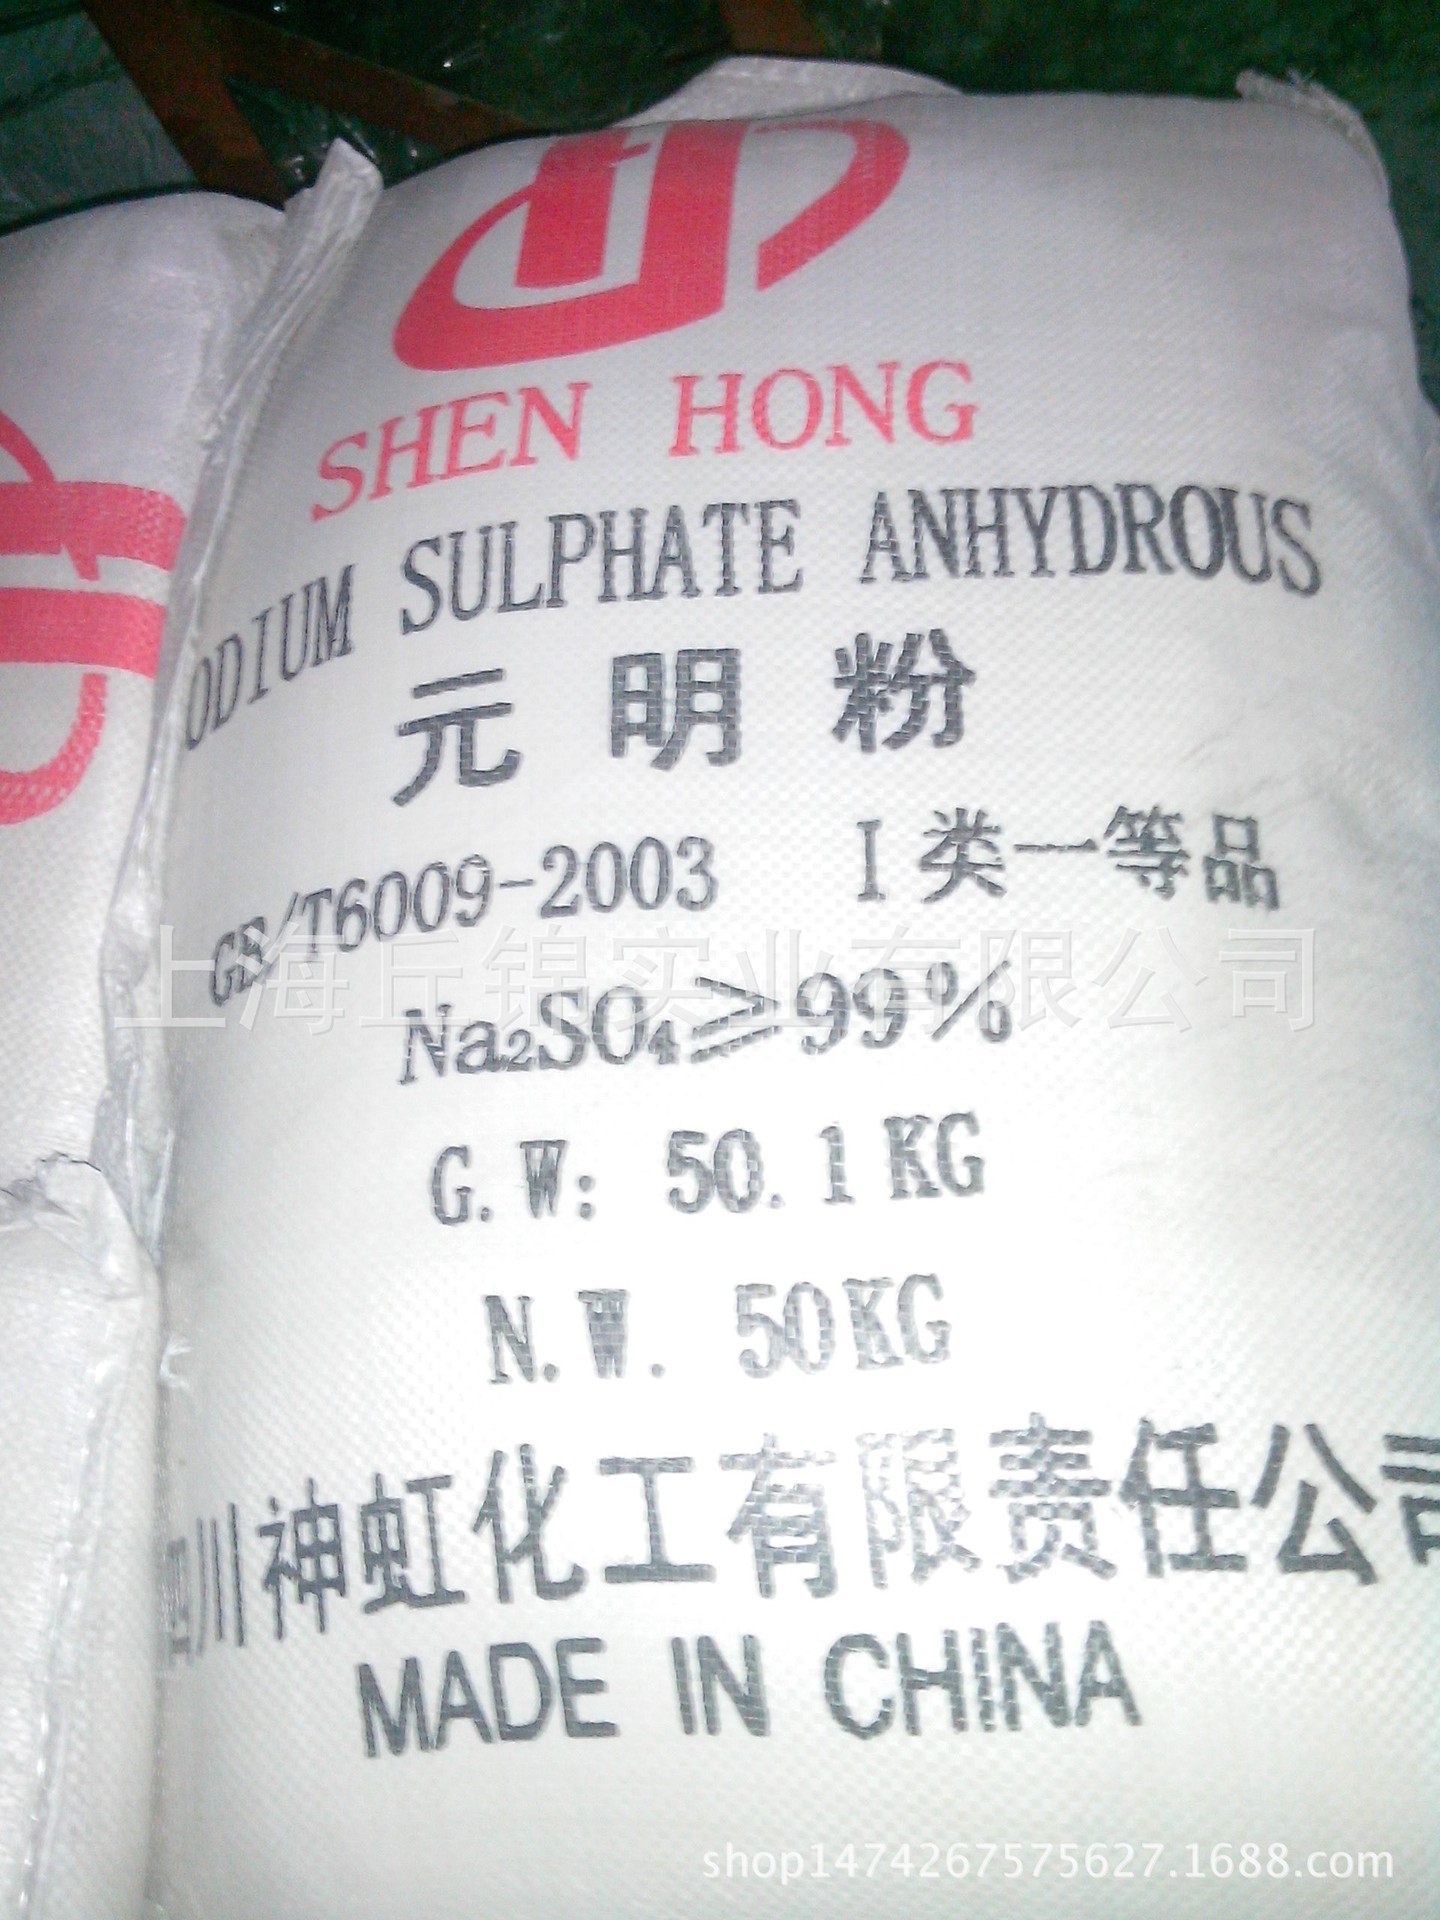 SHEN HONG
ODIUM SULPHATE ANHYDROUS
元明粉
GB/T6009-2003 I类一等品
上海丘锦实业有限公司
Na₂SO₄≥99%
G.W: 50.1KG
N.W. 50KG
四川神虹化工有限责任公司
MADE IN CHINA
shop1474267575627.1688.com